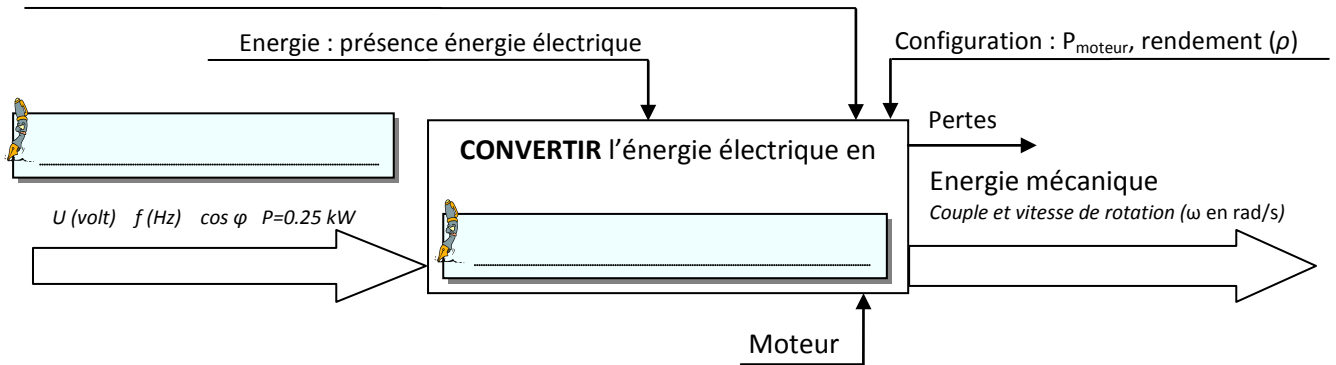 Energie : présence énergie électrique
Configuration : Pmoteur, rendement (ρ)
Pertes
CONVERTIR l’énergie électrique en
Energie mécanique
Couple et vitesse de rotation (ω en rad/s)
U (volt) f (Hz) cos φ P=0.25 kW
Moteur